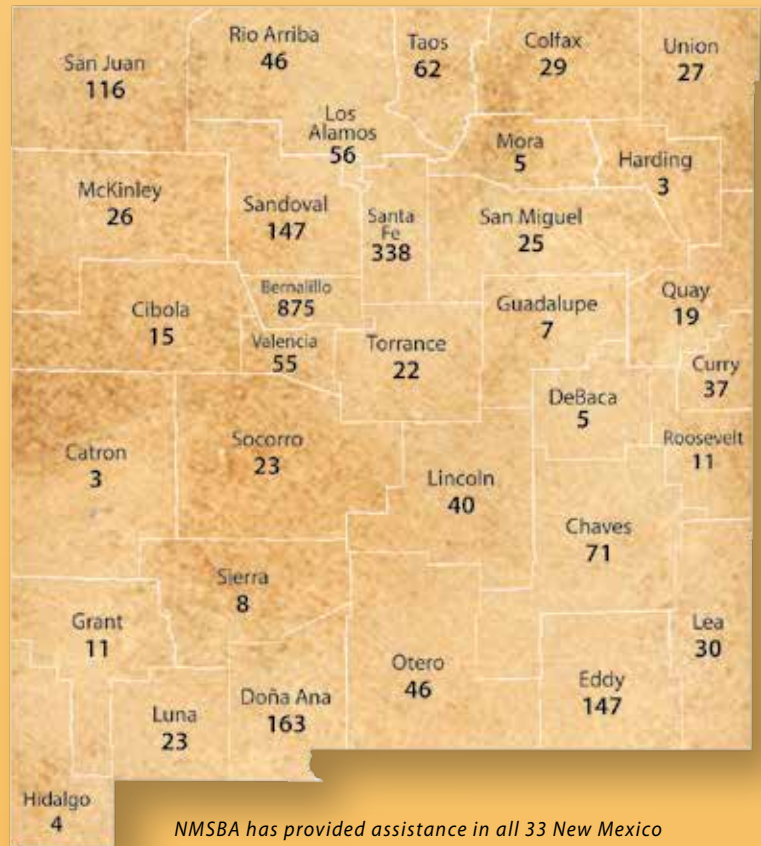 San Juan
116
Rio Arriba
46
Taos
62
Colfax
29
Union
27
Los
Alamos
56
Mora
5
Harding
3
McKinley
26
Sandoval
147
Santa
Fe
338
San Miguel
25
Bernalillo
875
Cibola
15
Valencia
55
Torrance
22
Guadalupe
7
Quay
19
Curry
37
DeBaca
5
Roosevelt
11
Catron
3
Socorro
23
Lincoln
40
Chaves
71
Sierra
8
Grant
11
Lea
30
Otero
46
Eddy
147
Doña Ana
163
Luna
23
Hidalgo
4
NMSBA has provided assistance in all 33 New Mexico